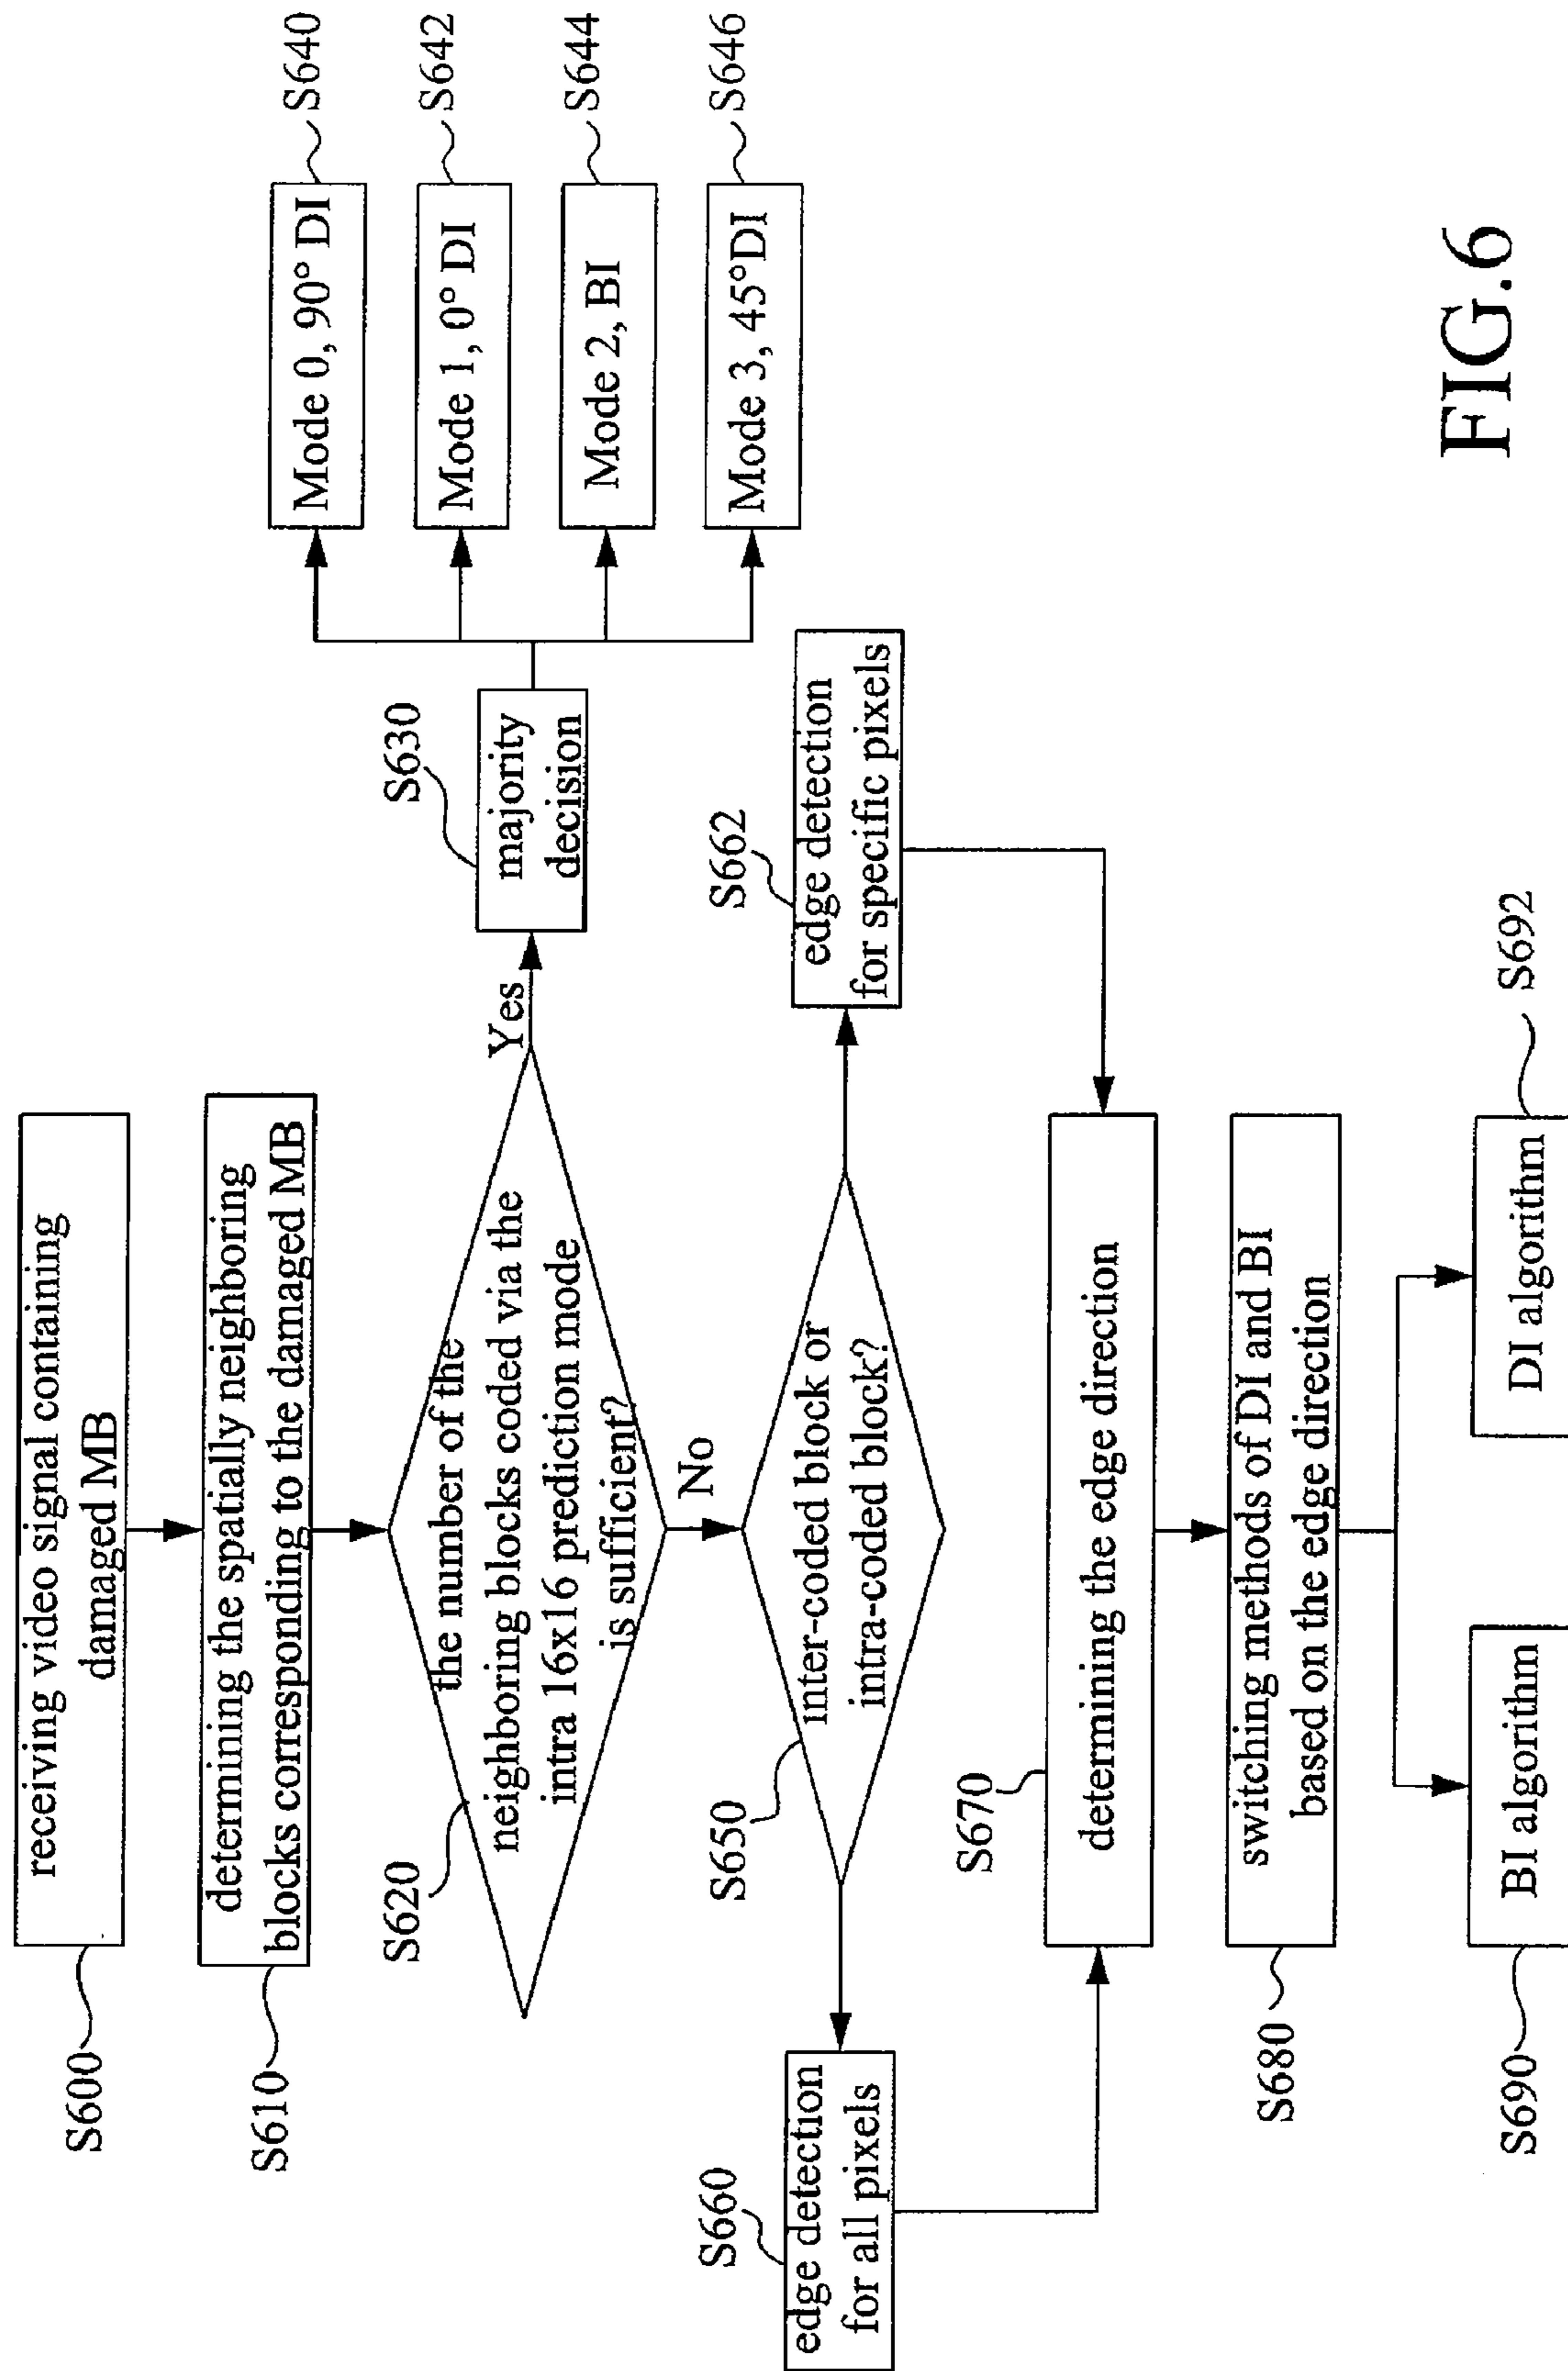 S600
receiving video signal containing
damaged MB
S610
determining the spatially neighboring
blocks corresponding to the damaged MB
S620
the number of the
neighboring blocks coded via the
intra 16x16 prediction mode
is sufficient?
Yes
No
S630
majority
decision
Mode 0, 90° DI
S640
Mode 1, 0° DI
S642
Mode 2, BI
S644
Mode 3, 45°DI
S646
S650
inter-coded block or
intra-coded block?
S660
edge detection
for all pixels
S662
edge detection
for specific pixels
S670
determining the edge direction
S680
switching methods of DI and BI
based on the edge direction
S690
BI algorithm
DI algorithm
S692
FIG.6